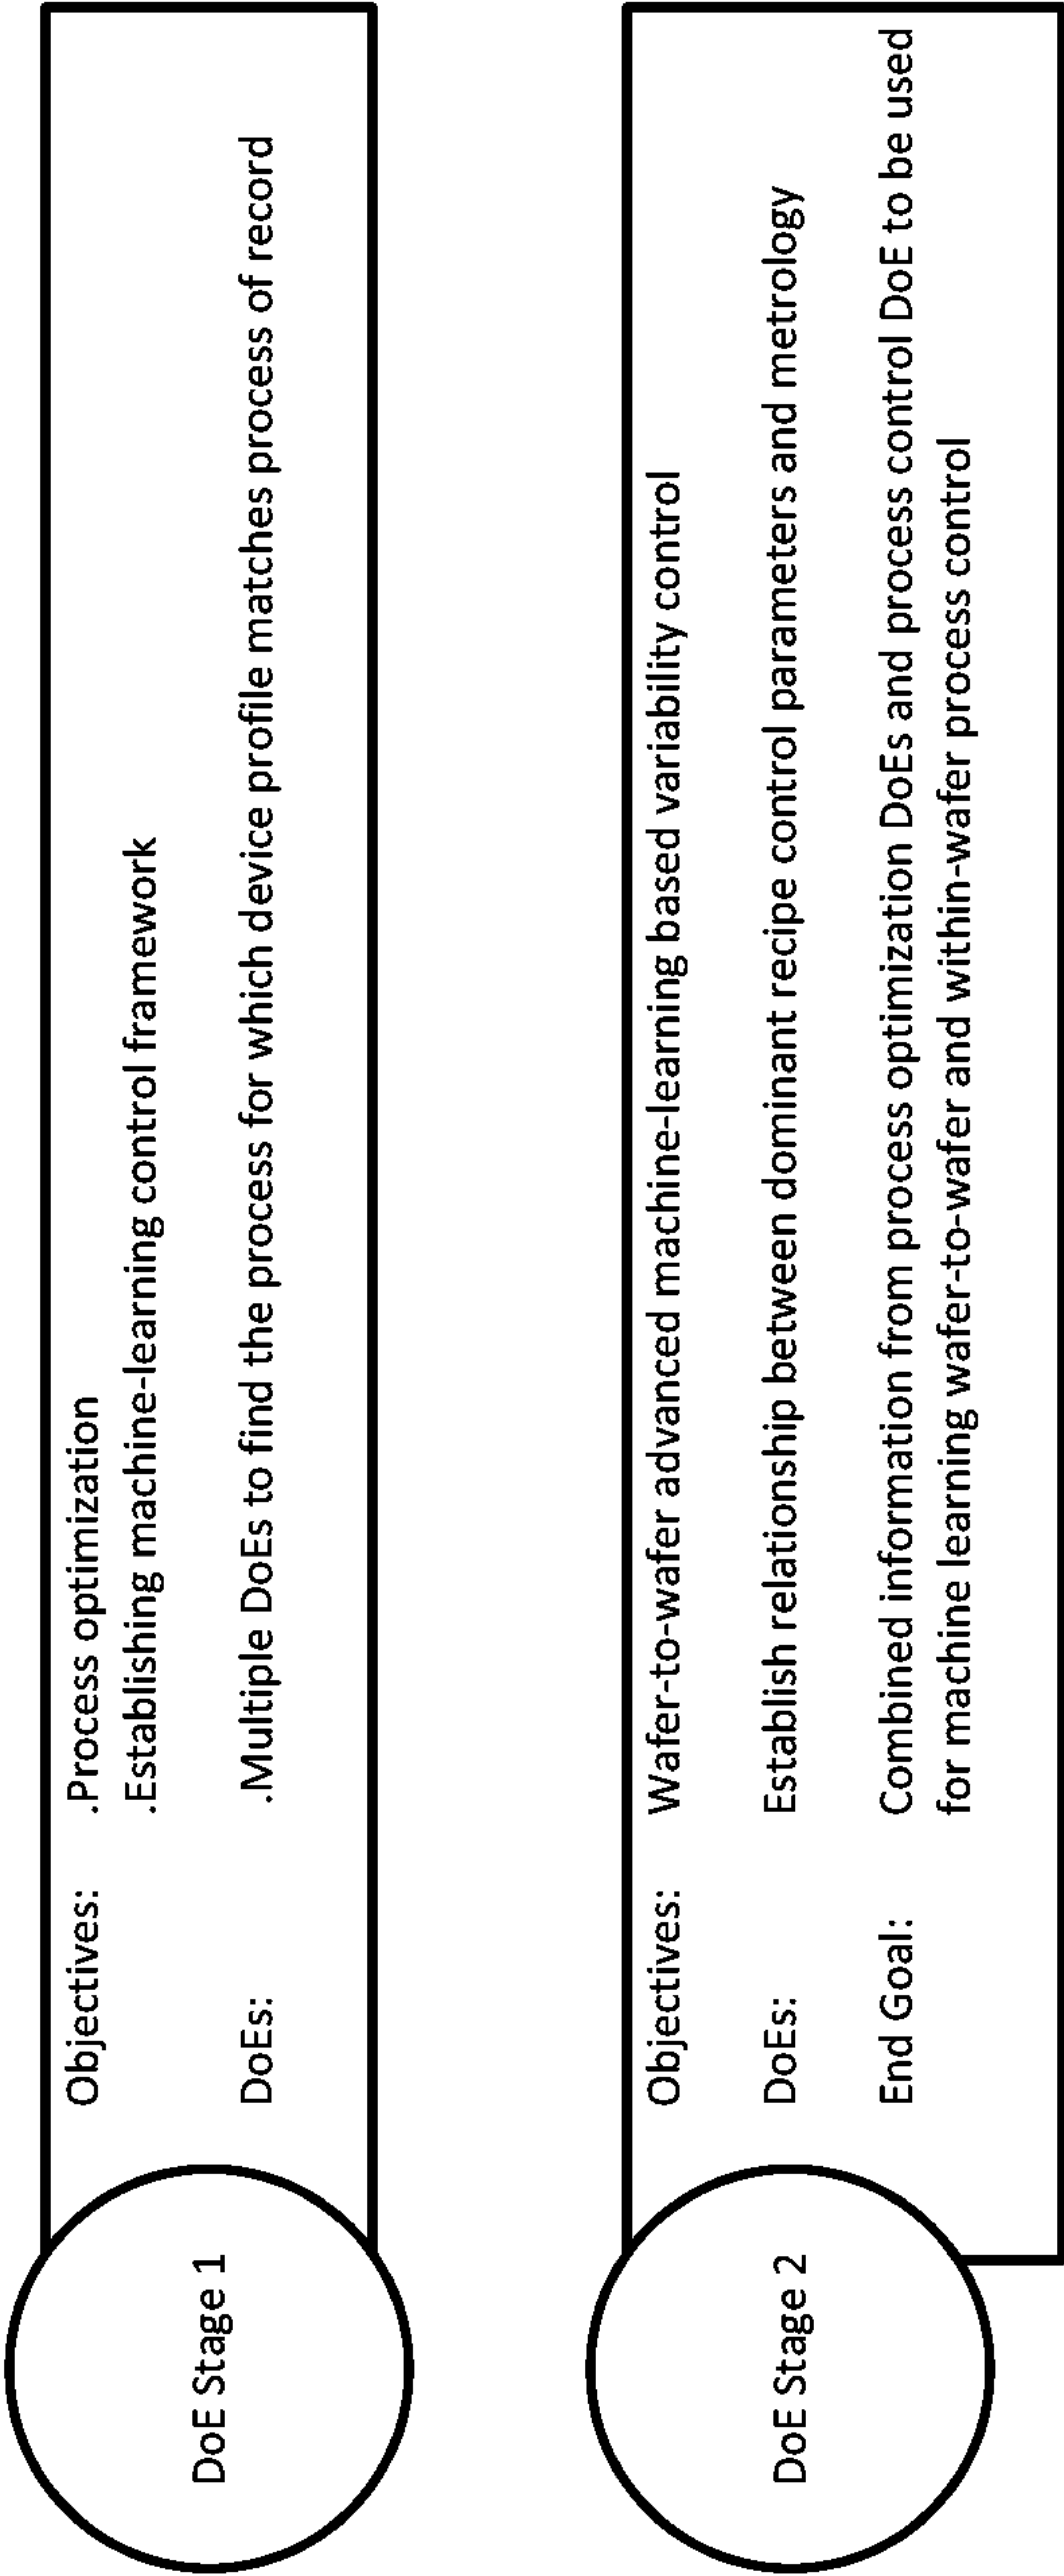 DoE Stage 1
Objectives: .Process optimization
.Establishing machine-learning control framework
DoEs: .Multiple DoEs to find the process for which device profile matches process of record
DoE Stage 2
Objectives: Wafer-to-wafer advanced machine-learning based variability control
DoEs: Establish relationship between dominant recipe control parameters and metrology
End Goal: Combined information from process optimization DoEs and process control DoE to be used
for machine learning wafer-to-wafer and within-wafer process control